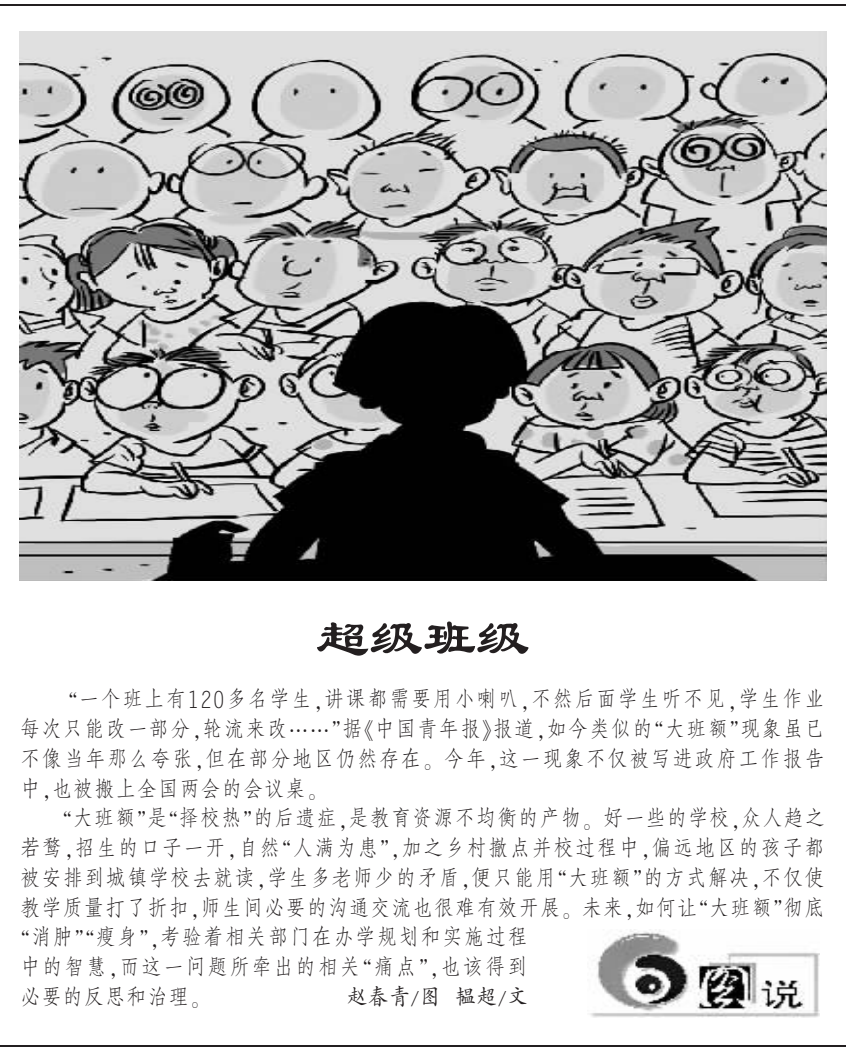 超级班级
“一个班上有120多名学生,讲课都需要用小喇叭,不然后面学生听不见,学生作业
每次只能改一部分,轮流来改……”据《中国青年报》报道,如今类似的“大班额”现象虽已
不像当年那么夸张,但在部分地区仍然存在。今年,这一现象不仅被写进政府工作报告
中,也被搬上全国两会的会议桌。
“大班额”是“择校热”的后遗症,是教育资源不均衡的产物。好一些的学校,众人趋之
若鹜,招生的口子一开,自然“人满为患”,加之乡村撤点并校过程中,偏远地区的孩子都
被安排到城镇学校去就读,学生多老师少的矛盾,便只能用“大班额”的方式解决,不仅使
教学质量打了折扣,师生间必要的沟通交流也很难有效开展。未来,如何让“大班额”彻底
“消肿”“瘦身”,考验着相关部门在办学规划和实施过程
中的智慧,而这一问题所牵出的相关“痛点”,也该得到
必要的反思和治理。 赵春青/图 韫超/文
图说